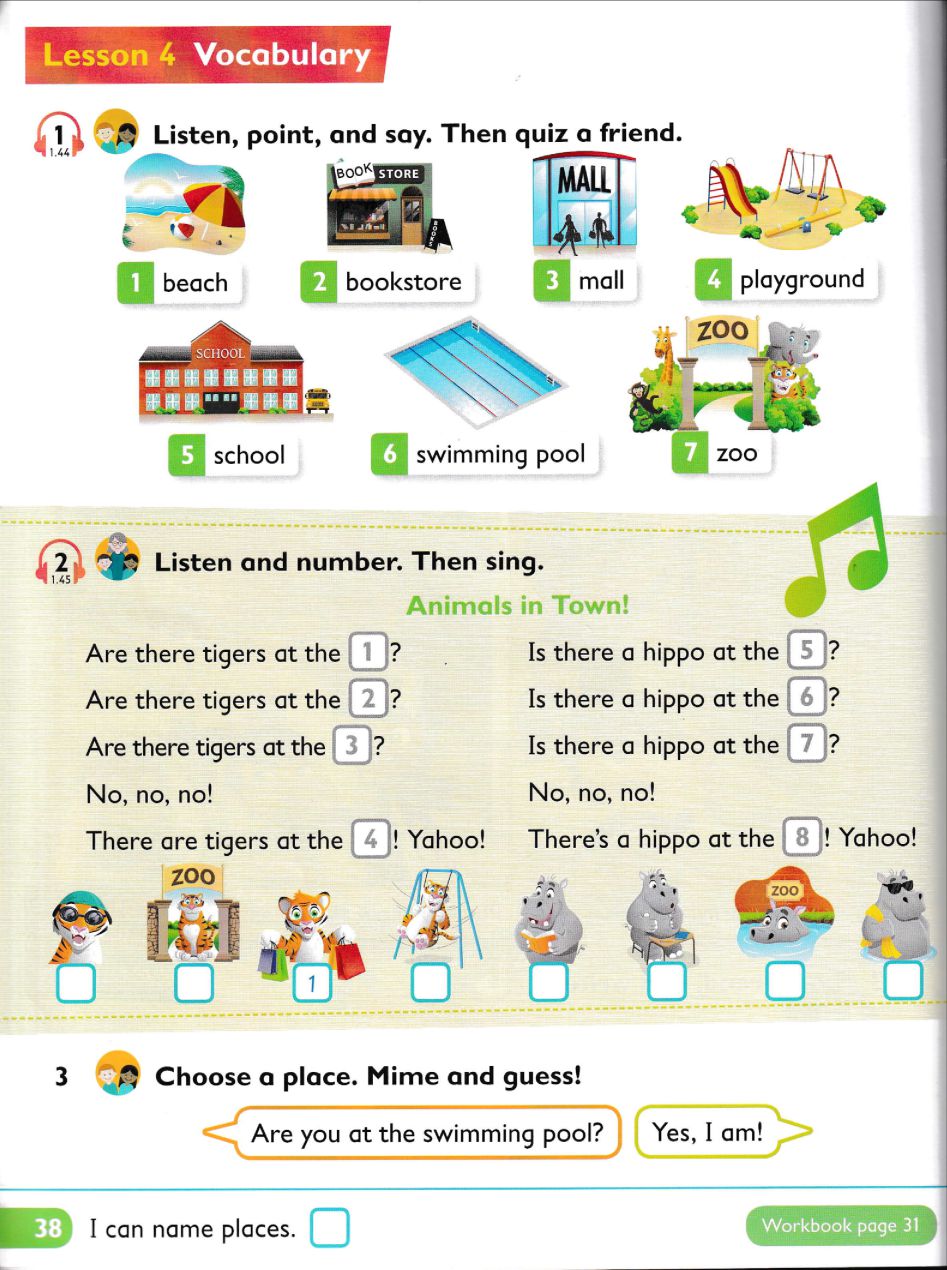 Lesson 4 Vocabulary
1
1.44
Listen, point, and say. Then quiz a friend.
BOOK STORE
BOOKS
MALL
1 beach
2 bookstore
3 mall
4 playground
SCHOOL
ZOO
5 school
6 swimming pool
7 zoo
2
1.45
Listen and number. Then sing.
Animals in Town!
Are there tigers at the 1?
Are there tigers at the 2?
Are there tigers at the 3?
No, no, no!
There are tigers at the 4! Yahoo!
Is there a hippo at the 5?
Is there a hippo at the 6?
Is there a hippo at the 7?
No, no, no!
There's a hippo at the 8! Yahoo!
ZOO
ZOO
1
3 Choose a place. Mime and guess!
Are you at the swimming pool?
Yes, I am!
38 I can name places.
Workbook page 31